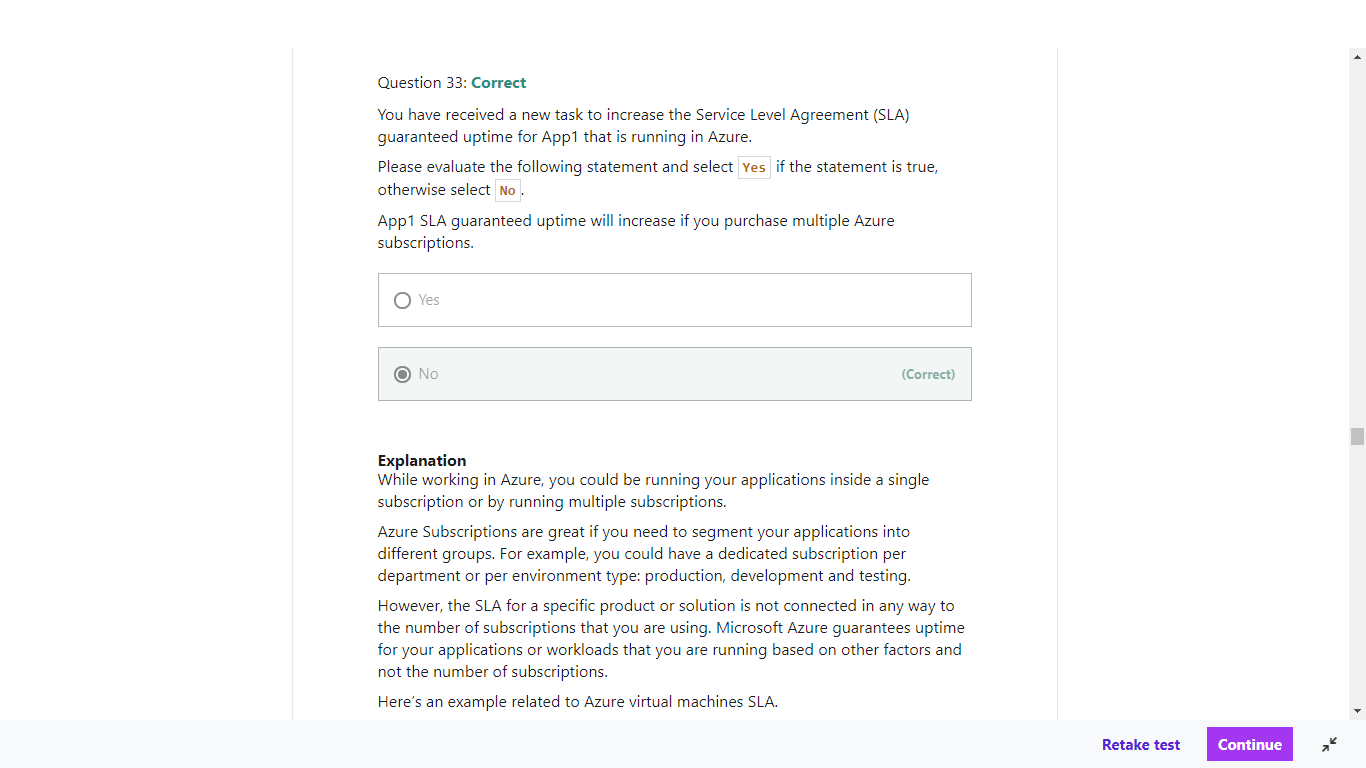 Question 33: Correct
You have received a new task to increase the Service Level Agreement (SLA)
guaranteed uptime for App1 that is running in Azure.
Please evaluate the following statement and select Yes if the statement is true,
otherwise select No.
App1 SLA guaranteed uptime will increase if you purchase multiple Azure
subscriptions.
Yes
No (Correct)
Explanation
While working in Azure, you could be running your applications inside a single
subscription or by running multiple subscriptions.
Azure Subscriptions are great if you need to segment your applications into
different groups. For example, you could have a dedicated subscription per
department or per environment type: production, development and testing.
However, the SLA for a specific product or solution is not connected in any way to
the number of subscriptions that you are using. Microsoft Azure guarantees uptime
for your applications or workloads that you are running based on other factors and
not the number of subscriptions.
Here’s an example related to Azure virtual machines SLA.
Retake test Continue